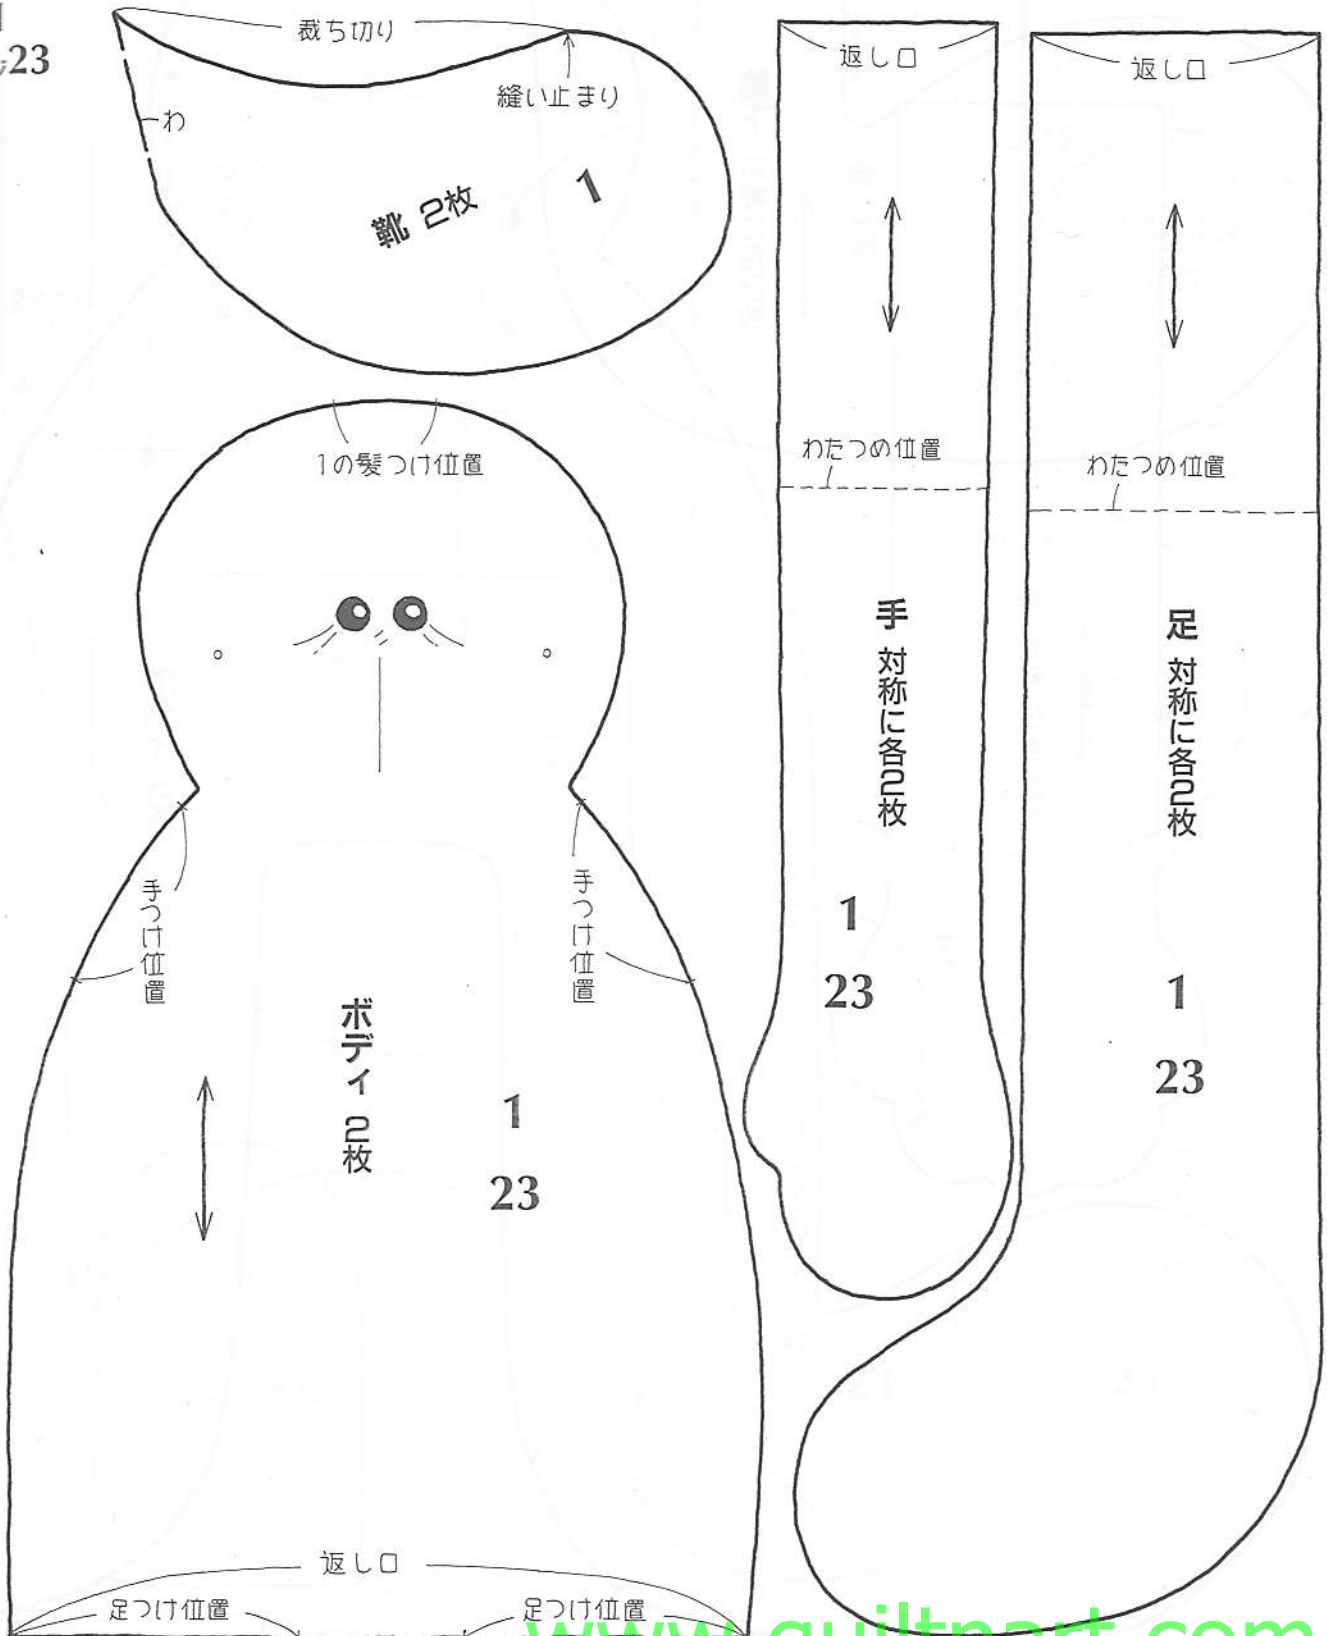 23
裁ち切り
縫い止まり
わ
靴 2枚
1
1の髪つけ位置
手つけ位置
手つけ位置
ボディ 2枚
1
23
返し口
足つけ位置
足つけ位置
返し口
わたつめ位置
手 対称に各2枚
1
23
返し口
わたつめ位置
足 対称に各2枚
1
23